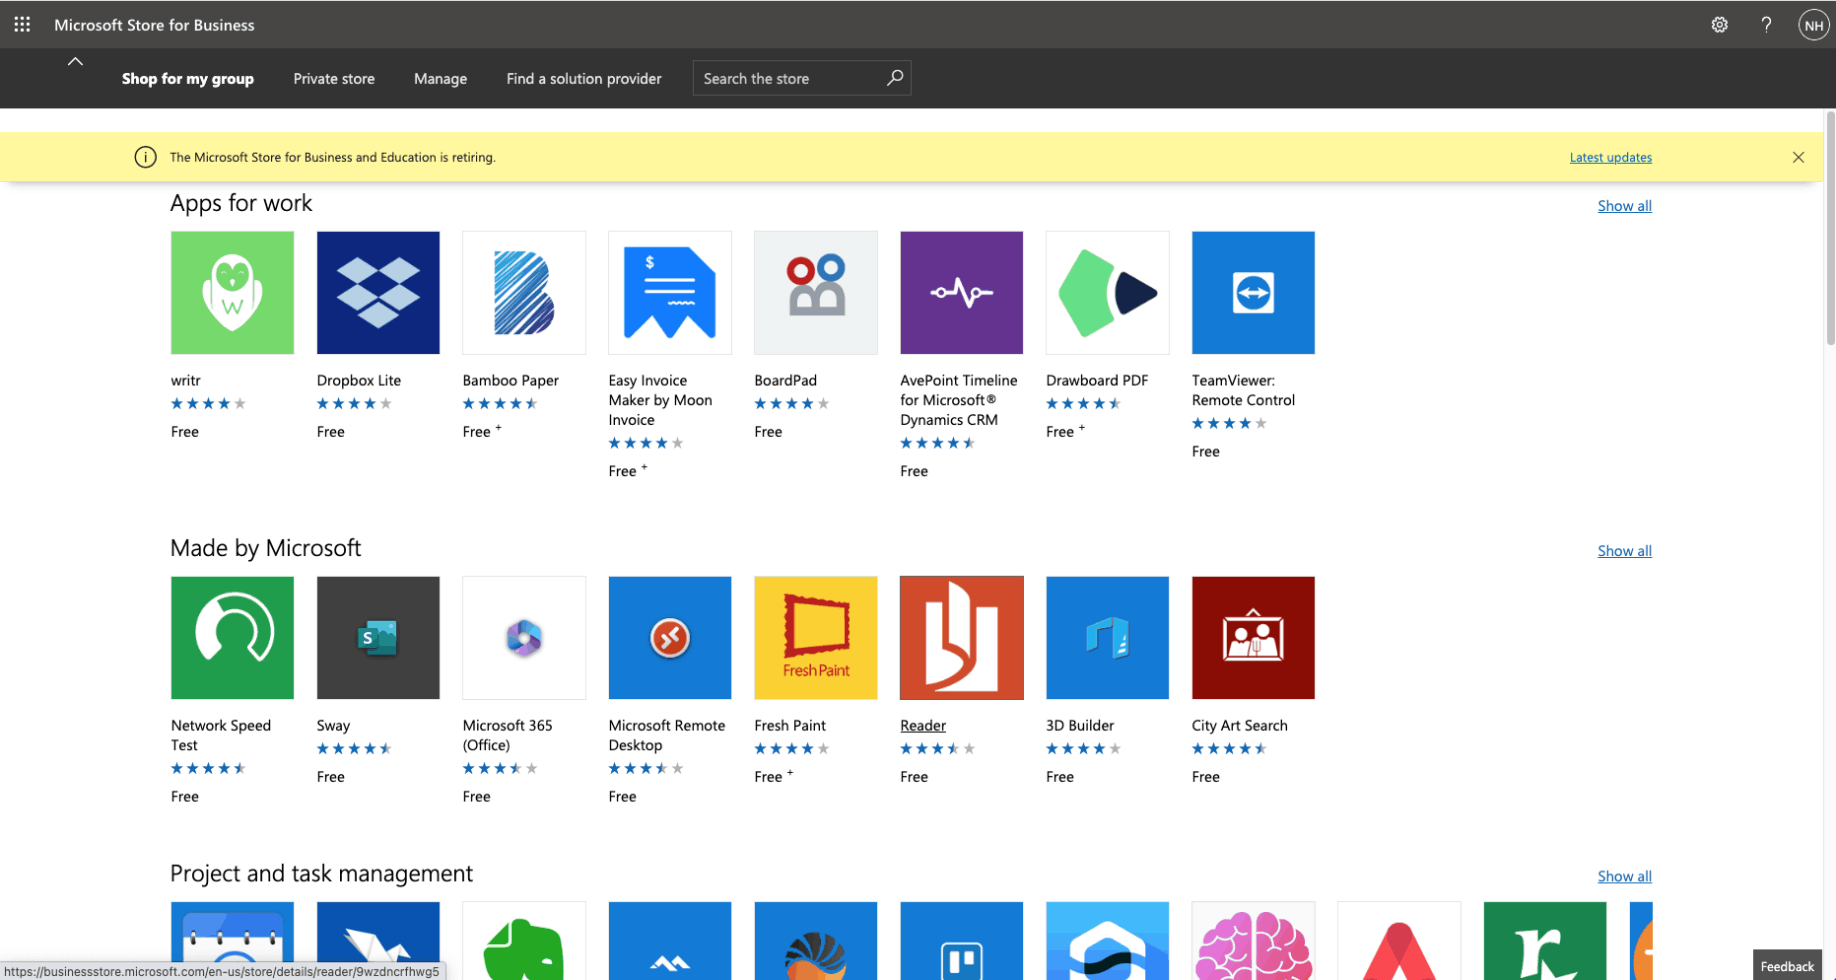 Microsoft Store for Business
?
NH
Shop for my group
Private store
Manage
Find a solution provider
Search the store
The Microsoft Store for Business and Education is retiring.
Latest updates
Apps for work
Show all
W
$
writr
Free
Dropbox Lite
Free
Bamboo Paper
Free +
Easy Invoice
Maker by Moon
Invoice
Free +
BoardPad
Free
AvePoint Timeline
for Microsoft®
Dynamics CRM
Free
Drawboard PDF
Free +
TeamViewer:
Remote Control
Free
Made by Microsoft
Show all
S
Fresh Paint
Network Speed
Test
Free
Sway
Free
Microsoft 365
(Office)
Free
Microsoft Remote
Desktop
Free
Fresh Paint
Free +
Reader
Free
3D Builder
Free
City Art Search
Free
Project and task management
Show all
r
https://businessstore.microsoft.com/en-us/store/details/reader/9wzdncrfhwg5
Feedback